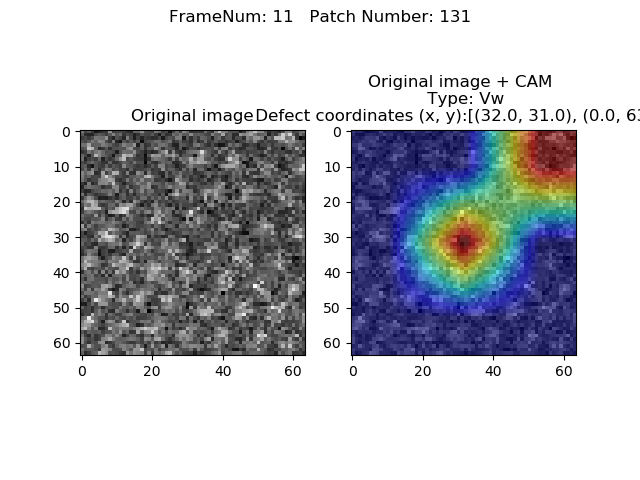 FrameNum: 11   Patch Number: 131
Original image + CAM
Type: Vw
Original image
Defect coordinates (x, y):[(32.0, 31.0), (0.0, 63
0
10
20
30
40
50
60
0 20 40 60
0
10
20
30
40
50
60
0 20 40 60